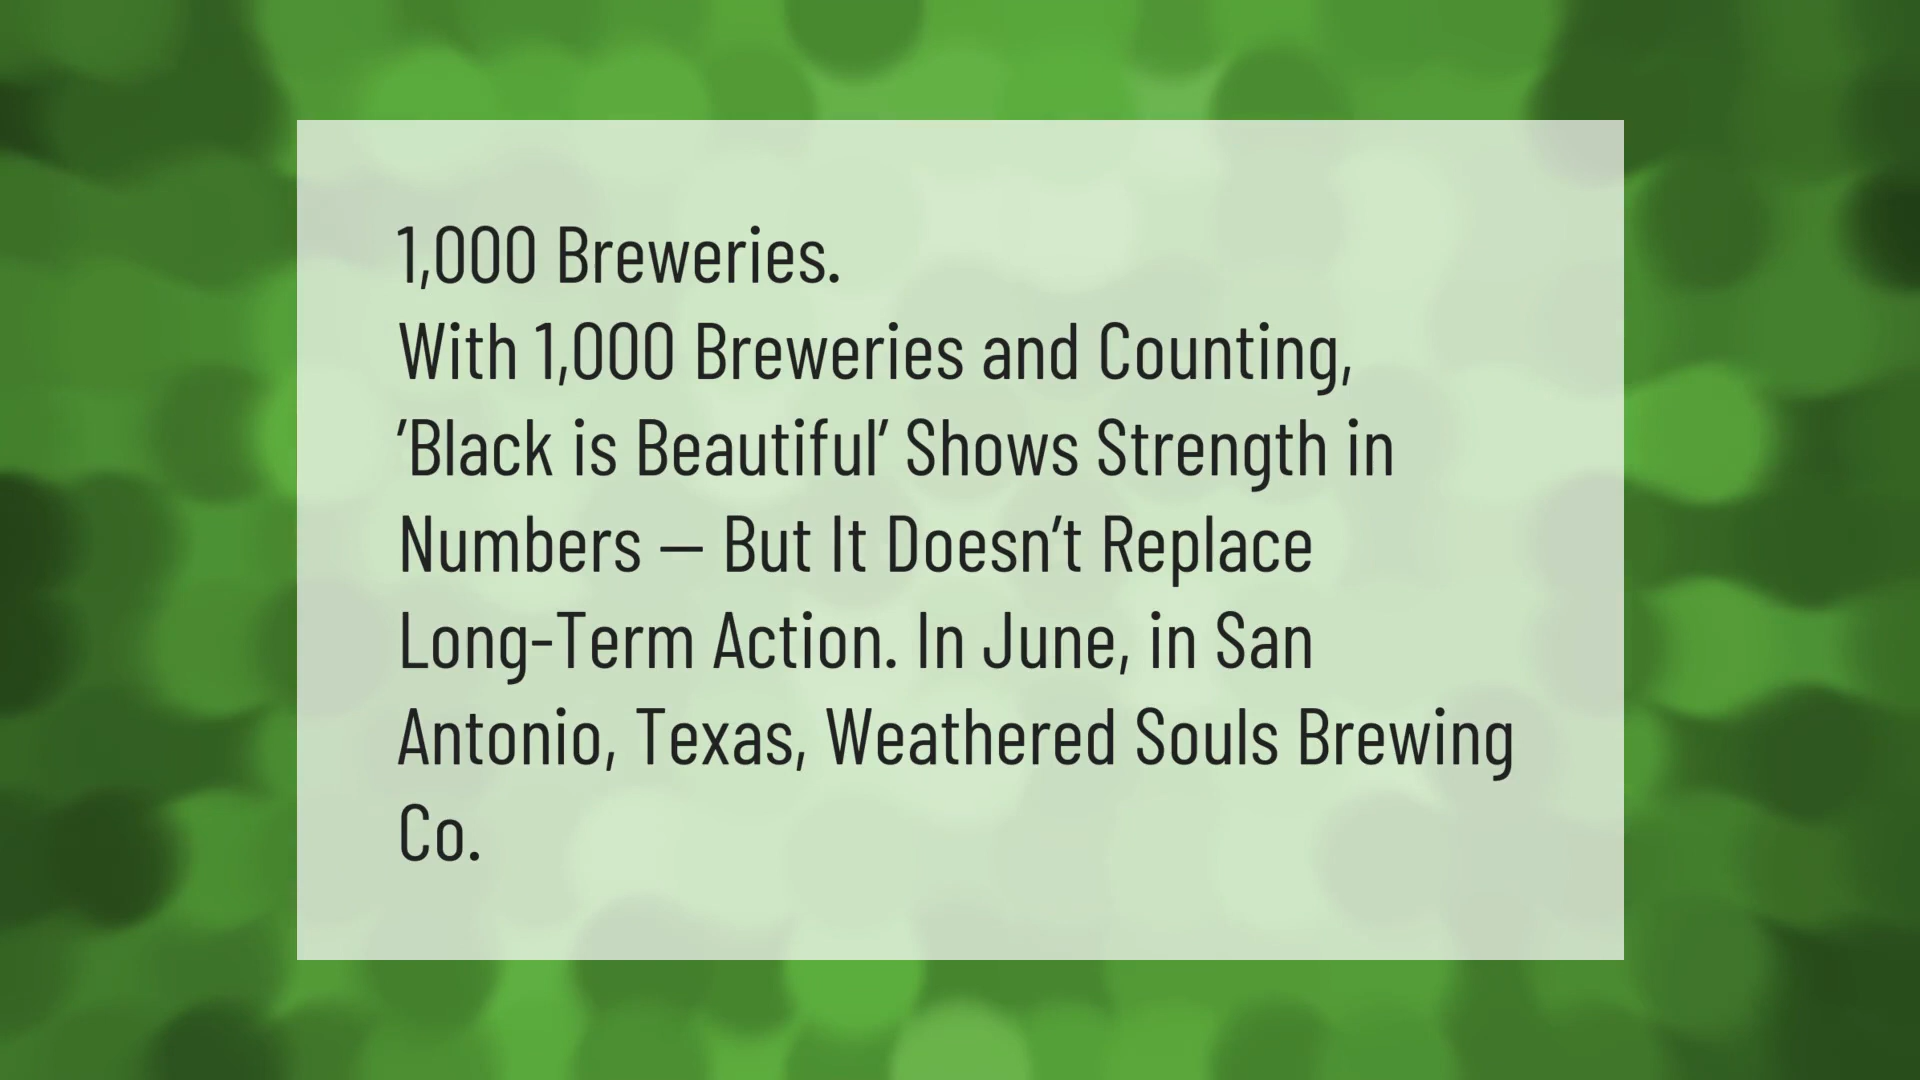 1,000 Breweries.
With 1,000 Breweries and Counting,
'Black is Beautiful' Shows Strength in
Numbers — But It Doesn't Replace
Long-Term Action. In June, in San
Antonio, Texas, Weathered Souls Brewing
Co.